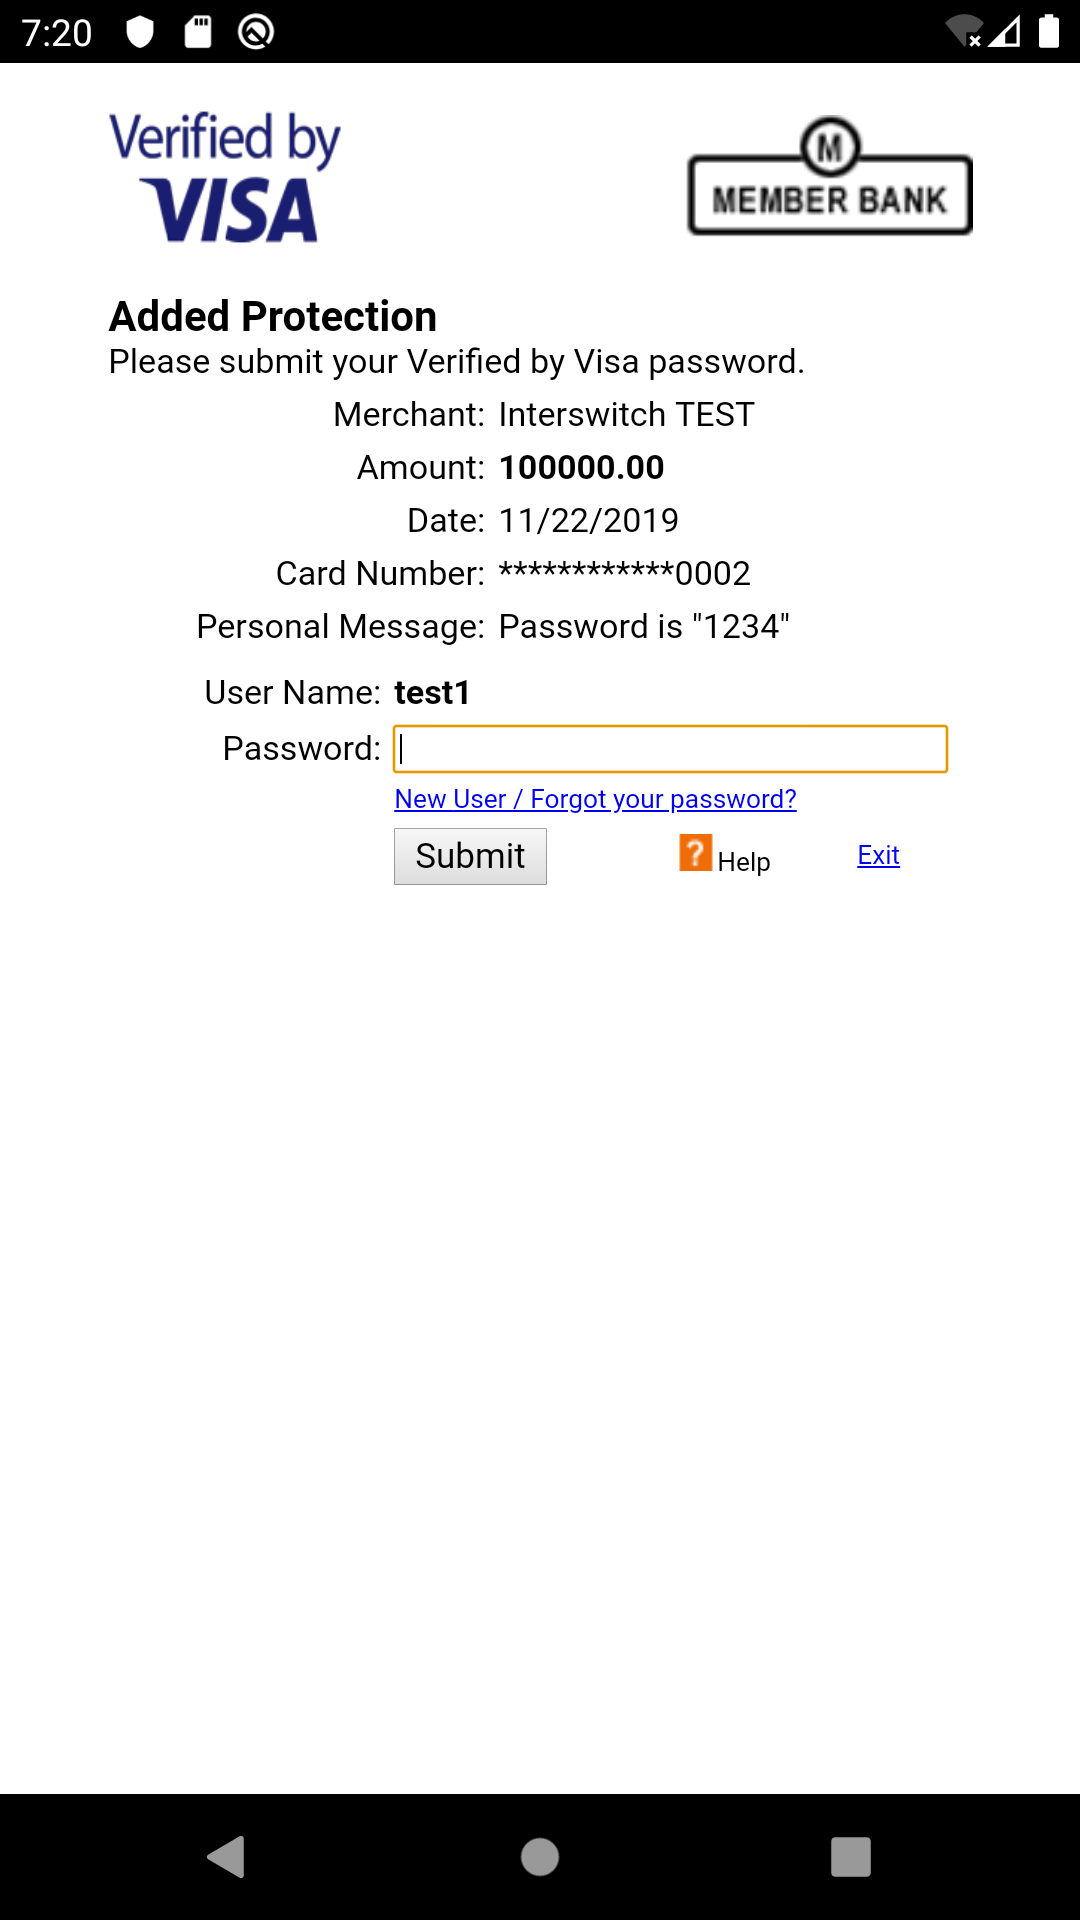 7:20
Verified by
VISA
M
MEMBER BANK
Added Protection
Please submit your Verified by Visa password.
Merchant: Interswitch TEST
Amount: 100000.00
Date: 11/22/2019
Card Number: ************0002
Personal Message: Password is "1234"
User Name: test1
Password:
New User / Forgot your password?
Submit ? Help Exit